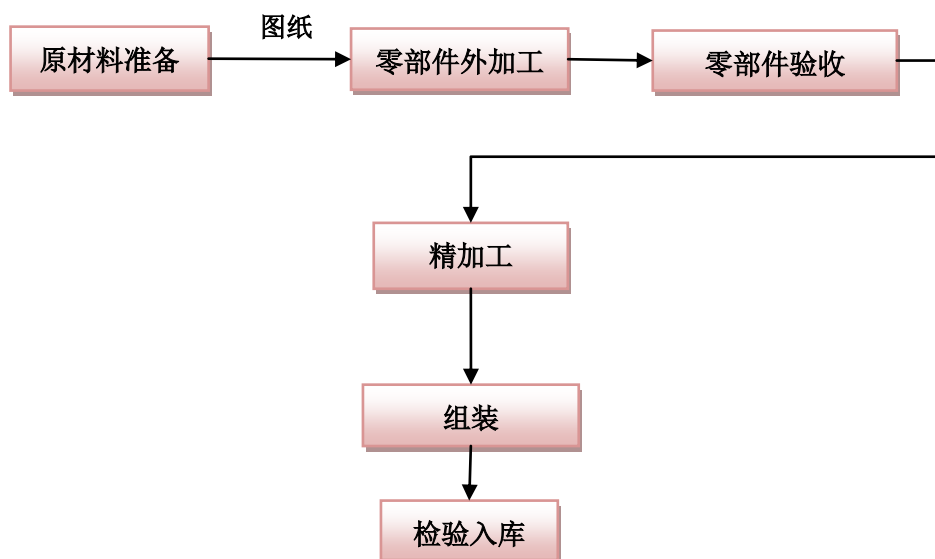 图纸
原材料准备
零部件外加工
零部件验收
精加工
组装
检验入库